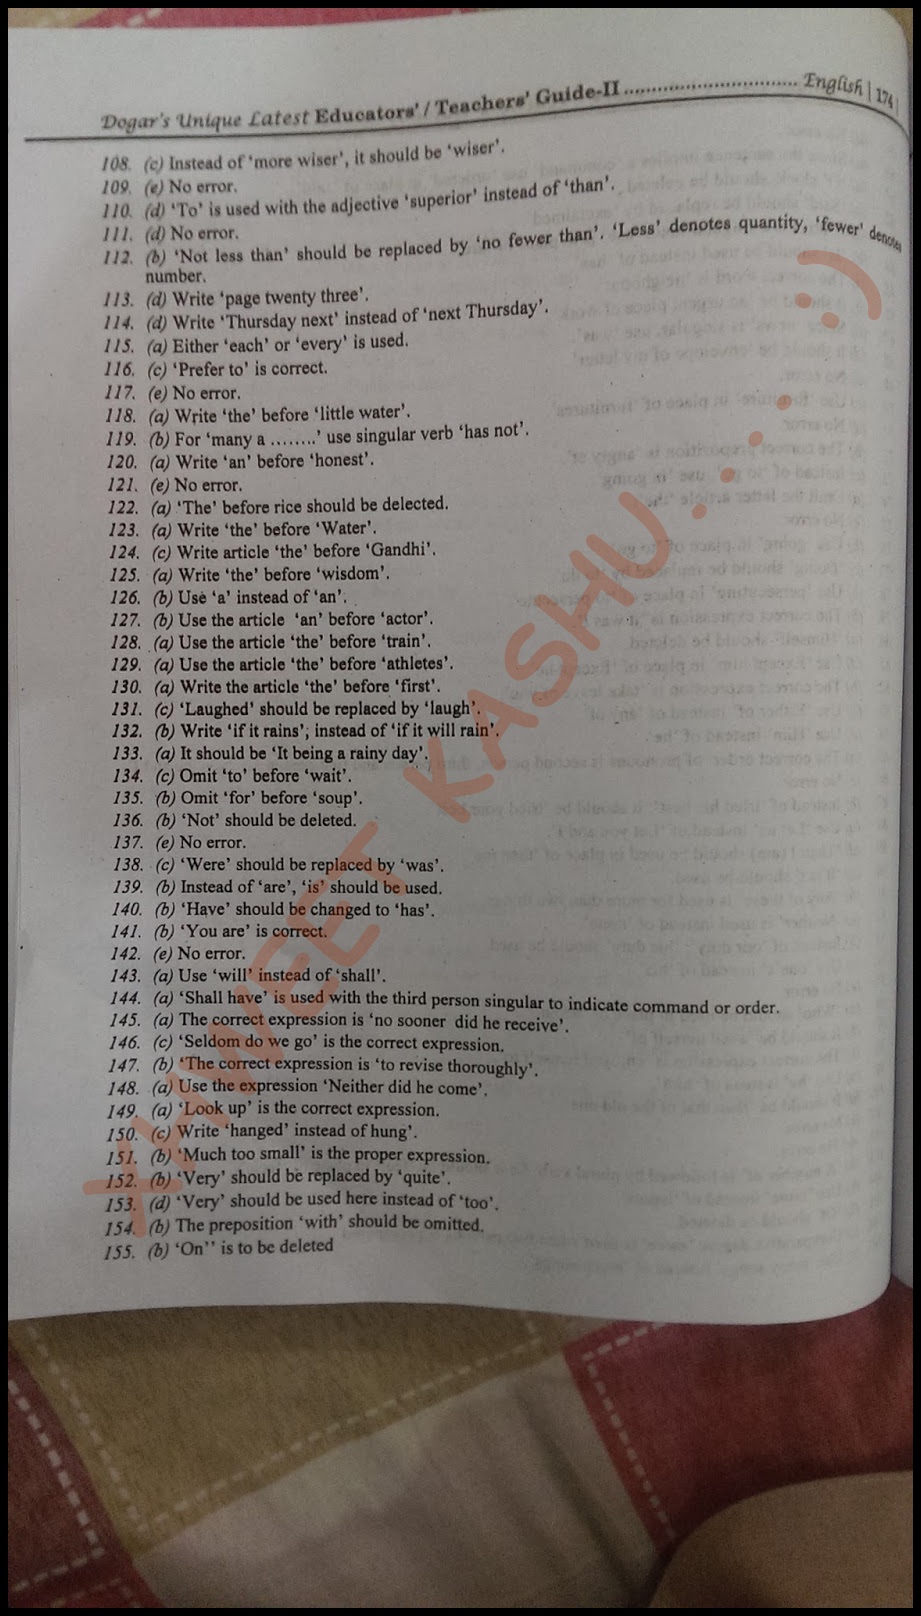 Dogar's Unique Latest Educators' / Teachers' Guide-II ............................... English | 174|
108. (c) Instead of 'more wiser', it should be 'wiser'.
109. (e) No error.
110. (d) 'To' is used with the adjective 'superior' instead of 'than'.
111. (d) No error.
112. (b) 'Not less than' should be replaced by 'no fewer than'. 'Less' denotes quantity, 'fewer' denotes
number.
113. (d) Write 'page twenty three'.
114. (d) Write 'Thursday next' instead of 'next Thursday'.
115. (a) Either 'each' or 'every' is used.
116. (c) 'Prefer to' is correct.
117. (e) No error.
118. (a) Write 'the' before 'little water'.
119. (b) For 'many a ........' use singular verb 'has not'.
120. (a) Write 'an' before 'honest'.
121. (e) No error.
122. (a) 'The' before rice should be delected.
123. (a) Write 'the' before 'Water'.
124. (c) Write article 'the' before 'Gandhi'.
125. (a) Write 'the' before 'wisdom'.
126. (b) Use 'a' instead of 'an'.
127. (b) Use the article 'an' before 'actor'.
128. (a) Use the article 'the' before 'train'.
129. (a) Use the article 'the' before 'athletes'.
130. (a) Write the article 'the' before 'first'.
131. (c) 'Laughed' should be replaced by 'laugh'.
132. (b) Write 'if it rains'; instead of 'if it will rain'.
133. (a) It should be 'It being a rainy day'.
134. (c) Omit 'to' before 'wait'.
135. (b) Omit 'for' before 'soup'.
136. (b) 'Not' should be deleted.
137. (e) No error.
138. (c) 'Were' should be replaced by 'was'.
139. (b) Instead of 'are', 'is' should be used.
140. (b) 'Have' should be changed to 'has'.
141. (b) 'You are' is correct.
142. (e) No error.
143. (a) Use 'will' instead of 'shall'.
144. (a) 'Shall have' is used with the third person singular to indicate command or order.
145. (a) The correct expression is 'no sooner did he receive'.
146. (c) 'Seldom do we go' is the correct expression.
147. (b) 'The correct expression is 'to revise thoroughly'.
148. (a) Use the expression 'Neither did he come'.
149. (a) 'Look up' is the correct expression.
150. (c) Write 'hanged' instead of hung'.
151. (b) 'Much too small' is the proper expression.
152. (b) 'Very' should be replaced by 'quite'.
153. (d) 'Very' should be used here instead of 'too'.
154. (b) The preposition 'with' should be omitted.
155. (b) 'On'' is to be deleted
XHWEET KASHU. . . . . :)